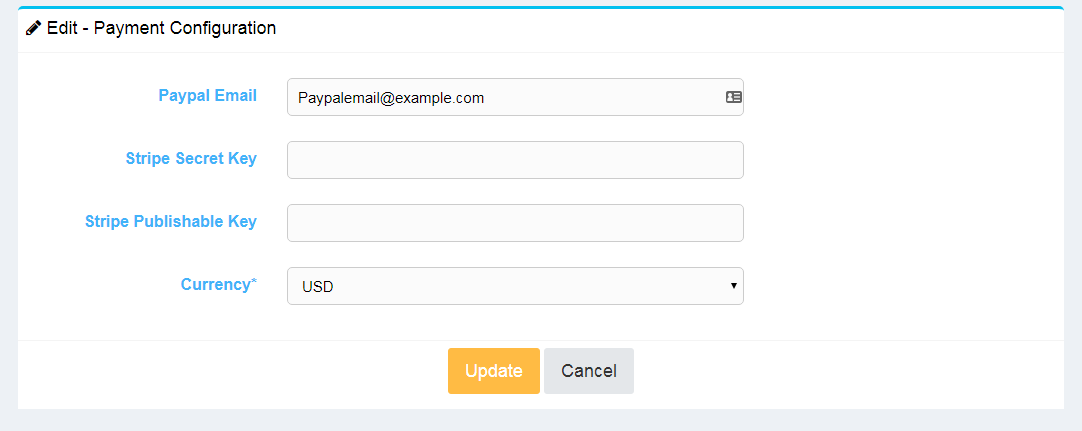 Edit - Payment Configuration
Paypal Email
Paypalemail@example.com
Stripe Secret Key
Stripe Publishable Key
Currency*
USD
Update Cancel